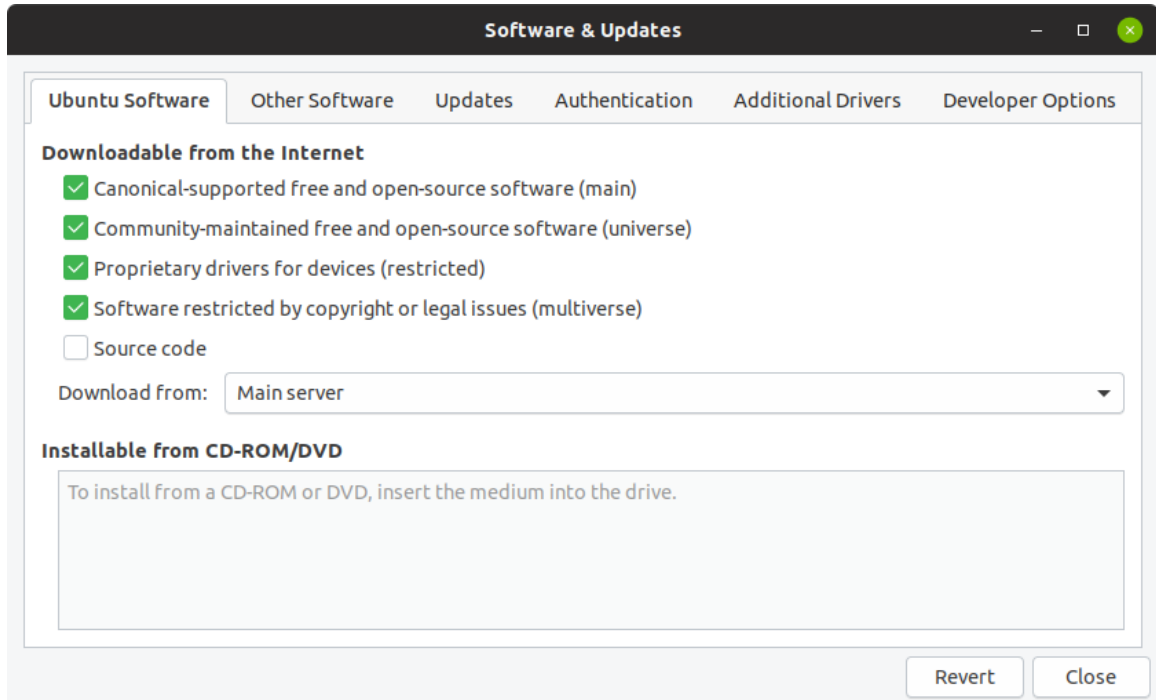 Software & Updates
Ubuntu Software Other Software Updates Authentication Additional Drivers Developer Options
Downloadable from the Internet
Canonical-supported free and open-source software (main)
Community-maintained free and open-source software (universe)
Proprietary drivers for devices (restricted)
Software restricted by copyright or legal issues (multiverse)
Source code
Download from: Main server
Installable from CD-ROM/DVD
To install from a CD-ROM or DVD, insert the medium into the drive.
Revert Close